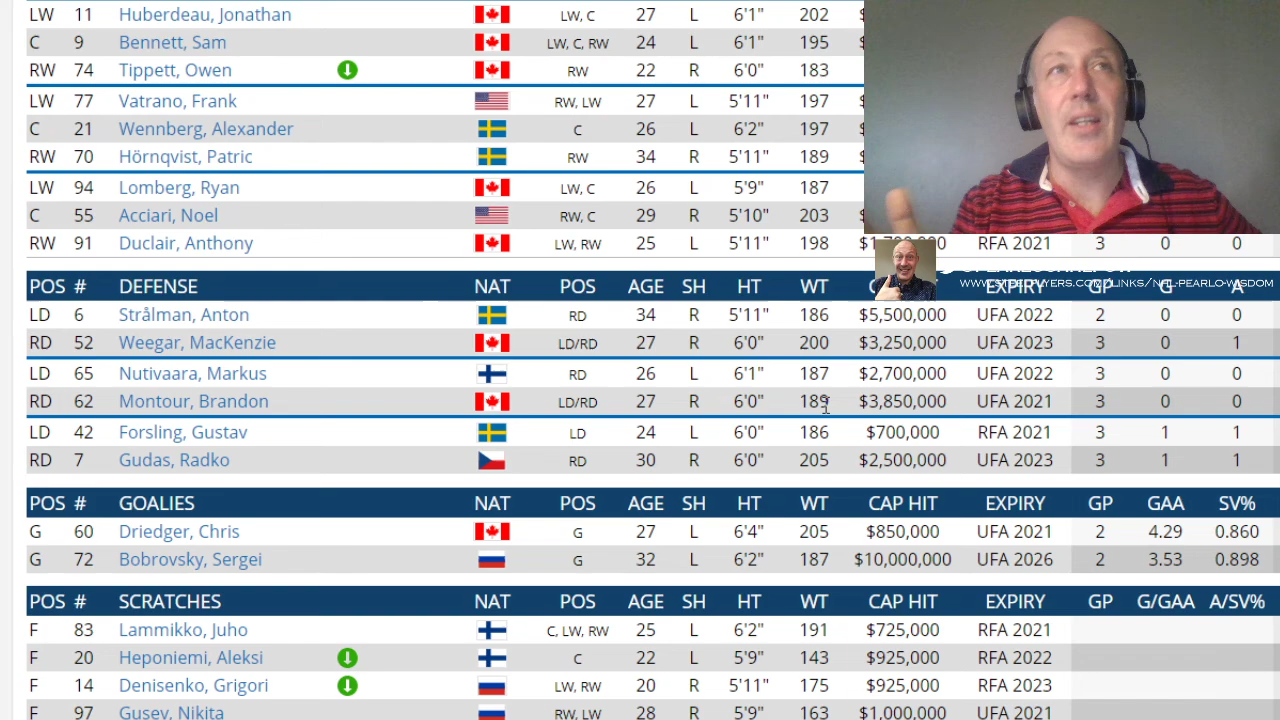 LW 11 Huberdeau, Jonathan LW, C 27 L 6'1" 202
C 9 Bennett, Sam LW, C, RW 24 L 6'1" 195
RW 74 Tippett, Owen RW 22 R 6'0" 183
LW 77 Vatrano, Frank RW, LW 27 L 5'11" 197
C 21 Wennberg, Alexander C 26 L 6'2" 197
RW 70 Hörnqvist, Patric RW 34 R 5'11" 189
LW 94 Lomberg, Ryan LW, C 26 L 5'9" 187
C 55 Acciari, Noel RW, C 29 R 5'10" 203
RW 91 Duclair, Anthony LW, RW 25 L 5'11" 198 RFA 2021 3 0 0
POS # DEFENSE NAT POS AGE SH HT WT EXPIRY GP G A
LD 6 Strålman, Anton RD 34 R 5'11" 186 $5,500,000 UFA 2022 2 0 0
RD 52 Weegar, MacKenzie LD/RD 27 R 6'0" 200 $3,250,000 UFA 2023 3 0 1
LD 65 Nutivaara, Markus RD 26 L 6'1" 187 $2,700,000 UFA 2022 3 0 0
RD 62 Montour, Brandon LD/RD 27 R 6'0" 189 $3,850,000 UFA 2021 3 0 0
LD 42 Forsling, Gustav LD 24 L 6'0" 186 $700,000 RFA 2021 3 1 1
RD 7 Gudas, Radko RD 30 R 6'0" 205 $2,500,000 UFA 2023 3 1 1
POS # GOALIES NAT POS AGE SH HT WT CAP HIT EXPIRY GP GAA SV%
G 60 Driedger, Chris G 27 L 6'4" 205 $850,000 UFA 2021 2 4.29 0.860
G 72 Bobrovsky, Sergei G 32 L 6'2" 187 $10,000,000 UFA 2026 2 3.53 0.898
POS # SCRATCHES NAT POS AGE SH HT WT CAP HIT EXPIRY GP G/GAA A/SV%
F 83 Lammikko, Juho C, LW, RW 25 L 6'2" 191 $725,000 RFA 2021
F 20 Heponiemi, Aleksi C 22 L 5'9" 143 $925,000 RFA 2022
F 14 Denisenko, Grigori LW, RW 20 R 5'11" 175 $925,000 RFA 2023
F 97 Gusev, Nikita RW, LW 28 R 5'9" 163 $1,000,000 UFA 2021